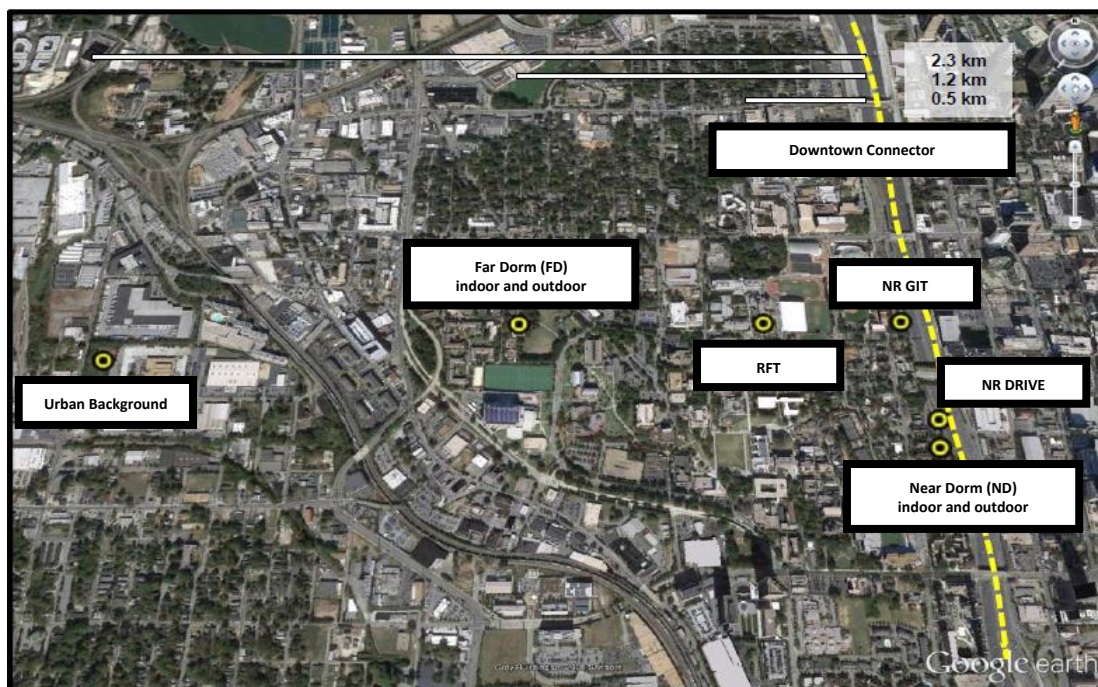 2.3 km
1.2 km
0.5 km
Downtown Connector
Far Dorm (FD)
indoor and outdoor
NR GIT
RFT
NR DRIVE
Urban Background
Near Dorm (ND)
indoor and outdoor
Google earth